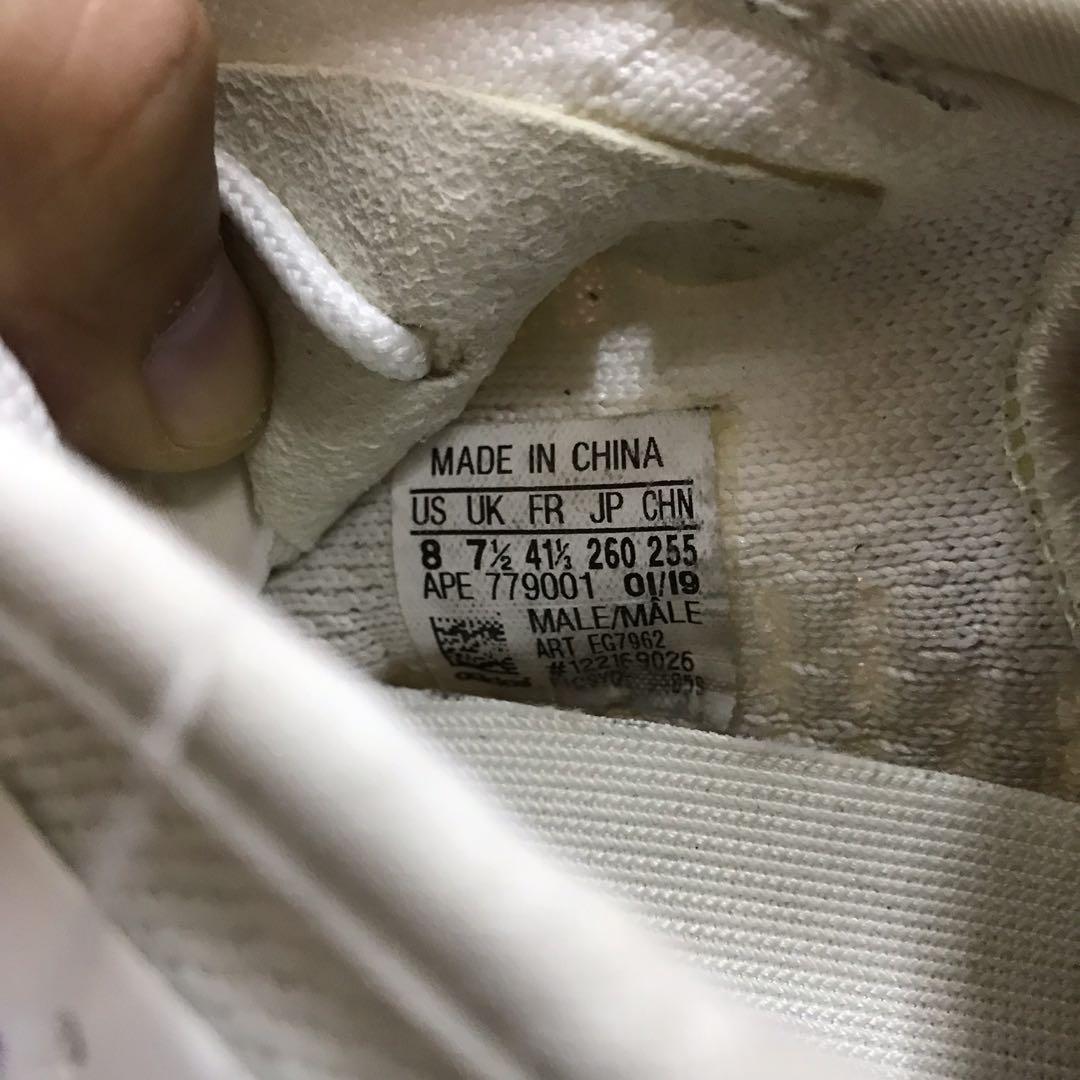 MADE IN CHINA
US UK FR JP CHN
8 7½ 41⅓ 260 255
APE 779001 01/19
MALE/MÂLE
ART EG7962
#122169026
adidas